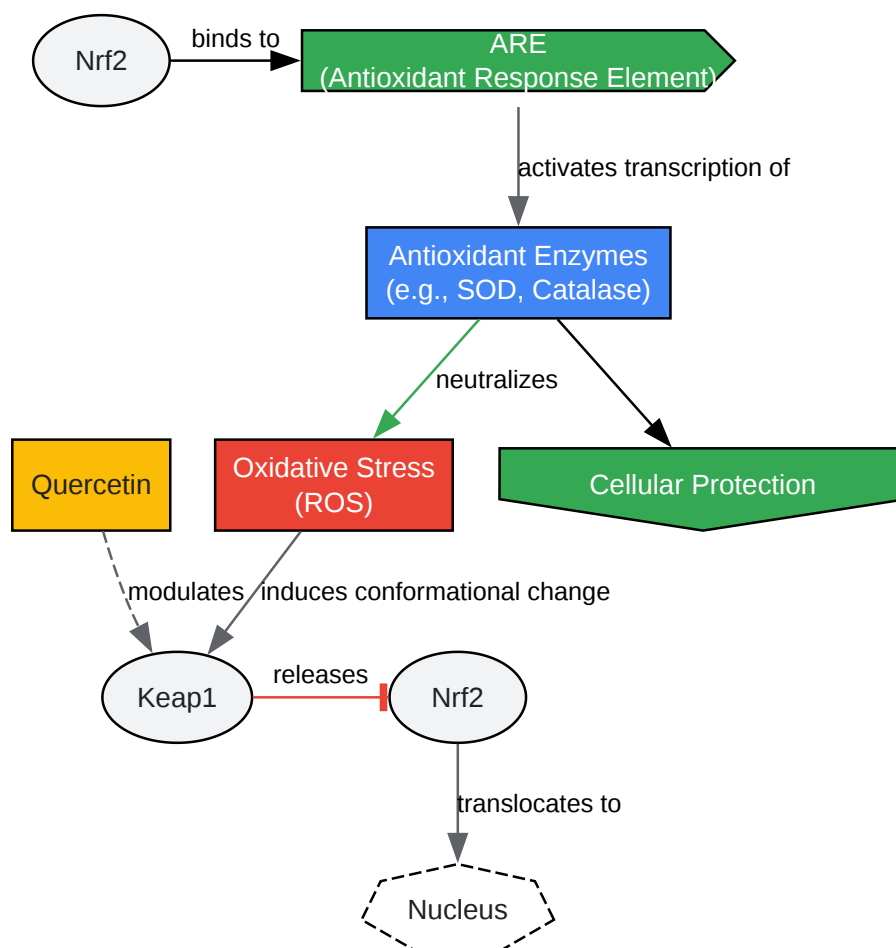 Nrf2
binds to
ARE
(Antioxidant Response Element)
activates transcription of
Antioxidant Enzymes
(e.g., SOD, Catalase)
neutralizes
Quercetin
Oxidative Stress
(ROS)
Cellular Protection
modulates
induces conformational change
Keap1
releases
Nrf2
translocates to
Nucleus